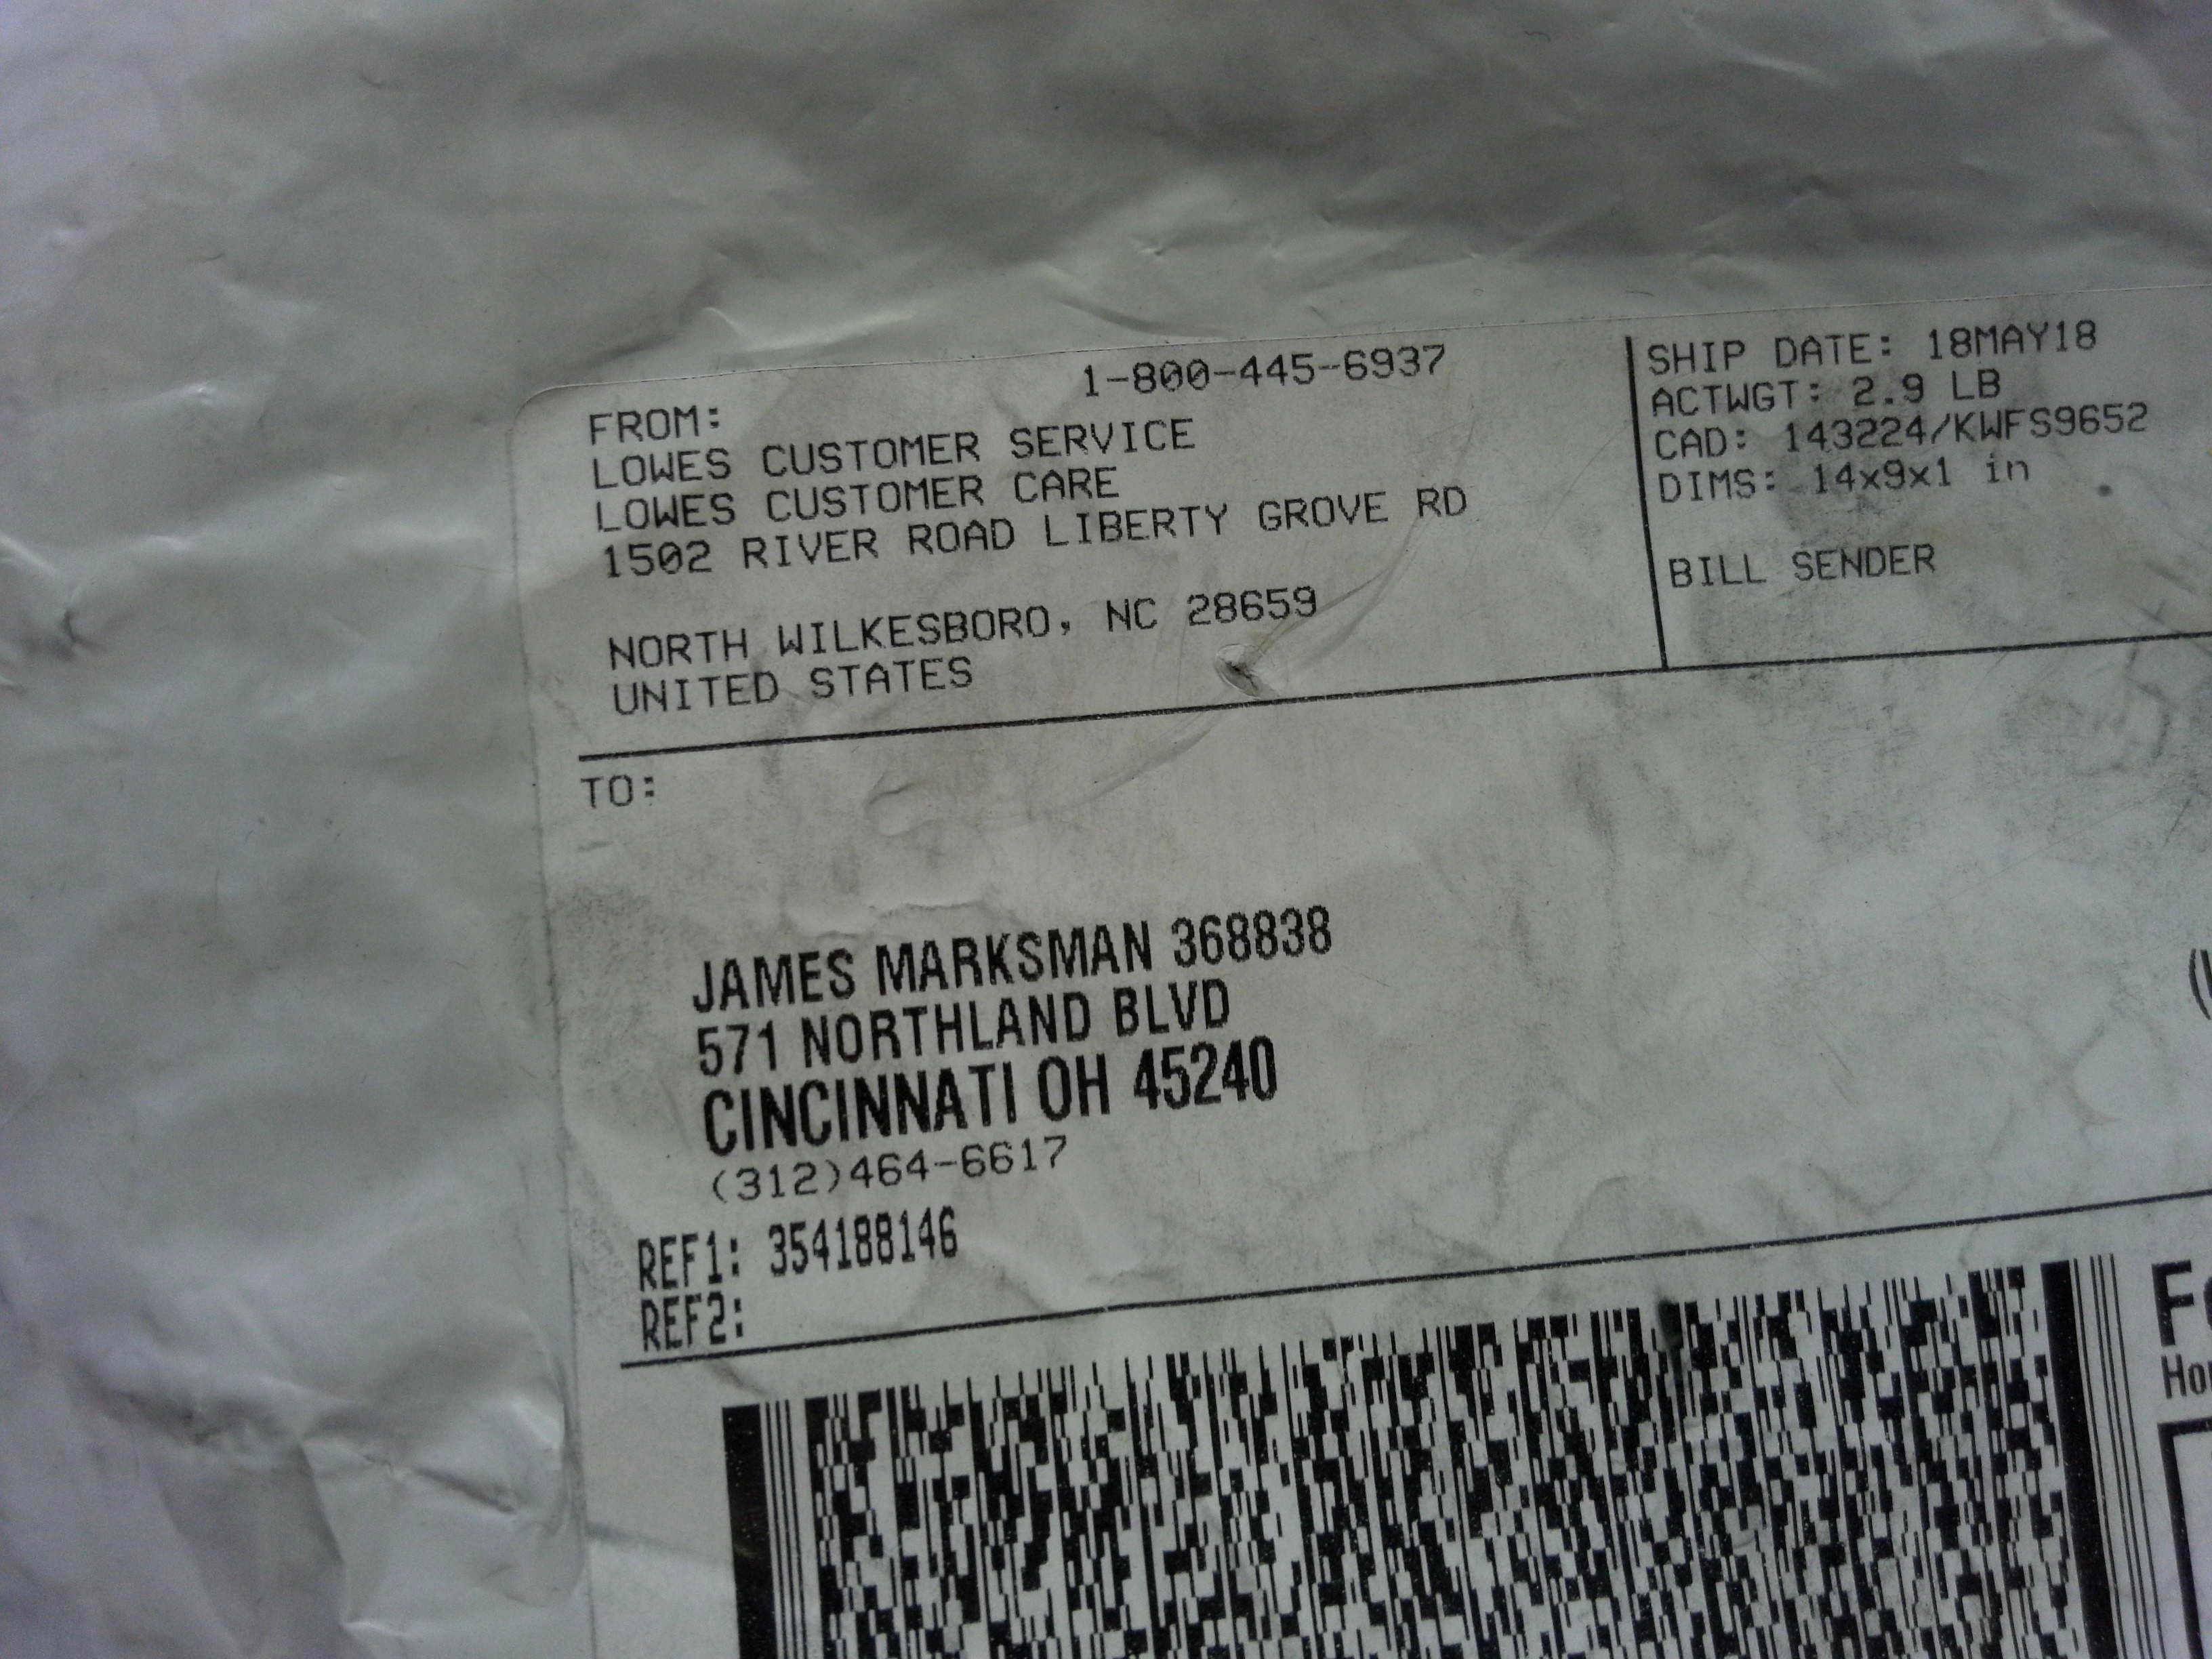 1-800-445-6937
FROM:
LOWES CUSTOMER SERVICE
LOWES CUSTOMER CARE
1502 RIVER ROAD LIBERTY GROVE RD
NORTH WILKESBORO, NC 28659
UNITED STATES
SHIP DATE: 18MAY18
ACTWGT: 2.9 LB
CAD: 143224/KWFS9652
DIMS: 14x9x1 in
BILL SENDER
TO:
JAMES MARKSMAN 368838
571 NORTHLAND BLVD
CINCINNATI OH 45240
(312)464-6617
REF1: 354188146
REF2: